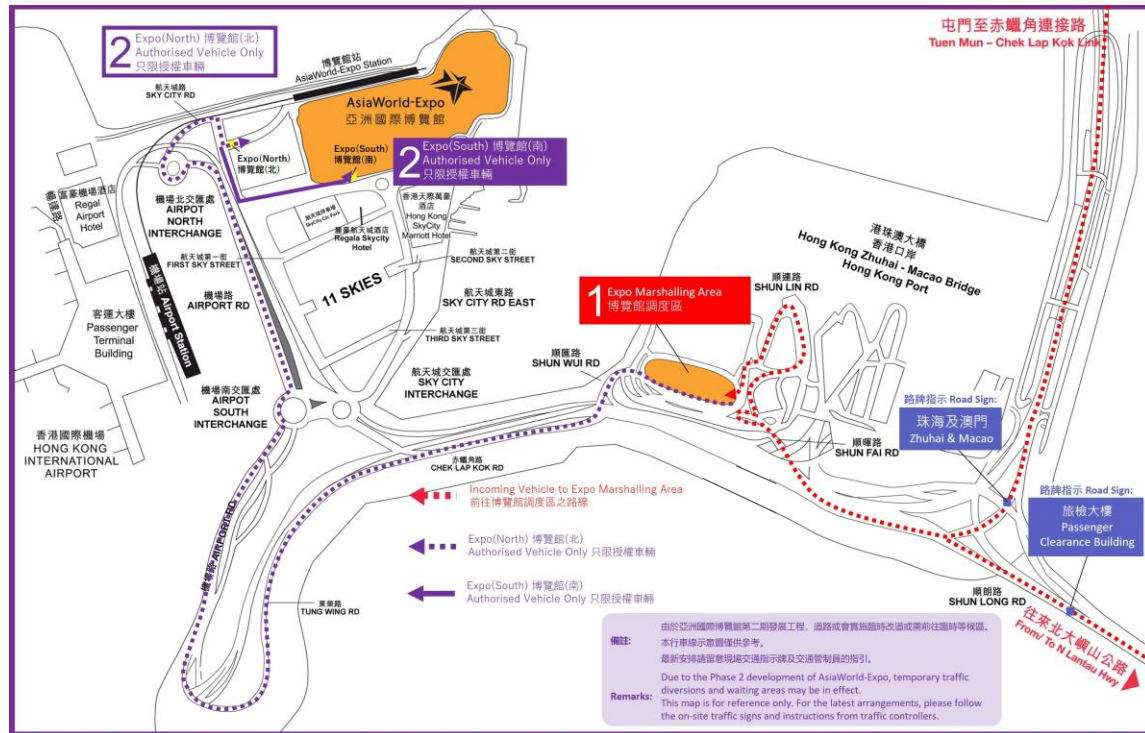 屯門至赤鱲角連接路
Tuen Mun – Chek Lap Kok Link
2
Expo(North) 博覽館(北)
Authorised Vehicle Only
只限授權車輛
博覽館站
AsiaWorld-Expo Station
航天城路
SKY CITY RD
AsiaWorld-Expo
亞洲國際博覽館
Expo(North)
博覽館(北)
Expo(South)
博覽館(南)
2
Expo(South) 博覽館(南)
Authorised Vehicle Only
只限授權車輛
富豪機場酒店
Regal
Airport
Hotel
機場北交匯處
AIRPOT
NORTH
INTERCHANGE
航天城停車場
SkyCity Car Park
麗豪航天城酒店
Regala Skycity
Hotel
香港天際萬豪
酒店
Hong Kong
SkyCity
Marriott Hotel
航天城第一街
FIRST SKY STREET
航天城第二街
SECOND SKY STREET
11 SKIES
航天城東路
SKY CITY RD EAST
航天城第三街
THIRD SKY STREET
機場路
AIRPORT RD
機場站 Airport Station
客運大樓
Passenger
Terminal
Building
港珠澳大橋
香港口岸
Hong Kong Zhuhai - Macao Bridge
Hong Kong Port
順連路
SHUN LIN RD
1
Expo Marshalling Area
博覽館調度區
順匯路
SHUN WUI RD
航天城交匯處
SKY CITY
INTERCHANGE
機場南交匯處
AIRPOT
SOUTH
INTERCHANGE
香港國際機場
HONG KONG
INTERNATIONAL
AIRPORT
路牌指示 Road Sign:
珠海及澳門
Zhuhai & Macao
順暉路
SHUN FAI RD
赤鱲角路
CHEK LAP KOK RD
路牌指示 Road Sign:
旅檢大樓
Passenger
Clearance Building
機場路 AIRPORT RD
Incoming Vehicle to Expo Marshalling Area
前往博覽館調度區之路線
Expo(North) 博覽館(北)
Authorised Vehicle Only 只限授權車輛
Expo(South) 博覽館(南)
Authorised Vehicle Only 只限授權車輛
東榮路
TUNG WING RD
順朗路
SHUN LONG RD
往來北大嶼山公路
From/ To N Lantau Hwy
備註:
由於亞洲國際博覽館第二期發展工程，道路或會實施臨時改道或需前往臨時等候區。
本行車線示意圖僅供參考。
最新安排請留意現場交通指示牌及交通管制員的指引。
Remarks:
Due to the Phase 2 development of AsiaWorld-Expo, temporary traffic
diversions and waiting areas may be in effect.
This map is for reference only. For the latest arrangements, please follow
the on-site traffic signs and instructions from traffic controllers.